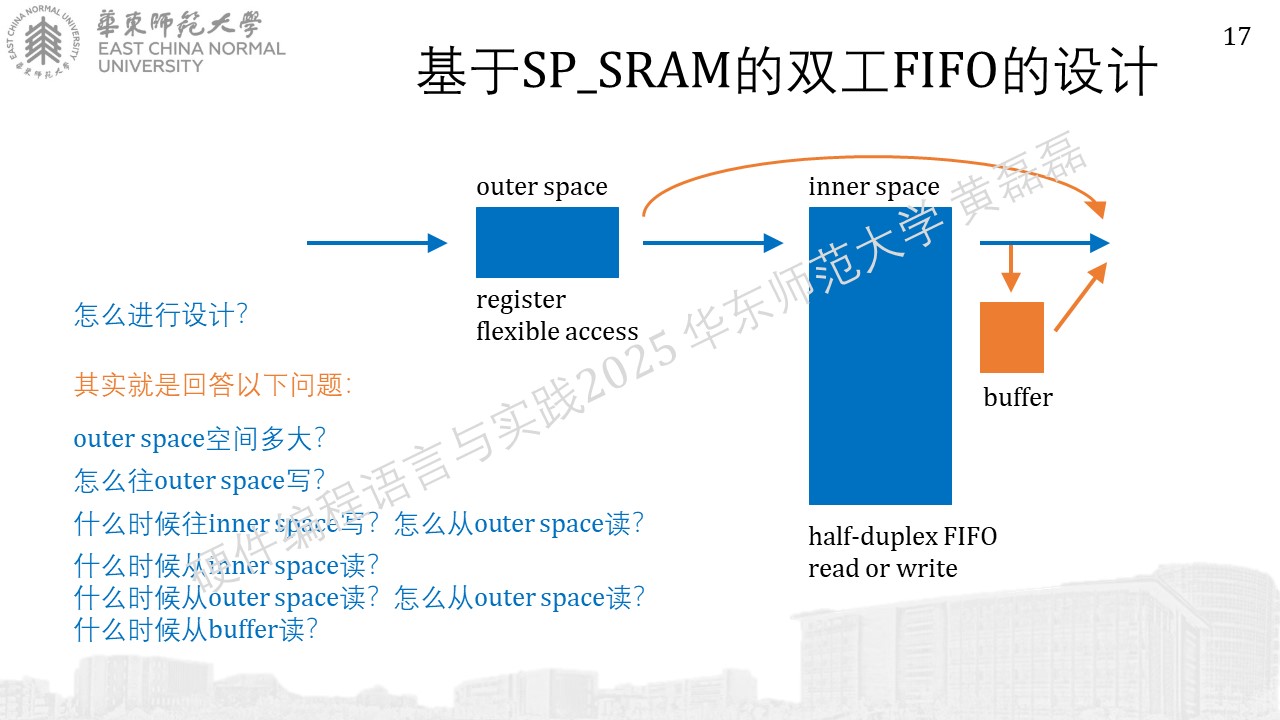 華東師範大學
EAST CHINA NORMAL
UNIVERSITY
17
基于SP_SRAM的双工FIFO的设计
outer space
inner space
register
flexible access
怎么进行设计？
其实就是回答以下问题：
buffer
outer space空间多大？
怎么往outer space写？
什么时候往inner space写？怎么从outer space读？
half-duplex FIFO
read or write
什么时候从inner space读？
什么时候从outer space读？怎么从outer space读？
什么时候从buffer读？
硬件编程语言与实践2025 华东师范大学 黄磊磊
EAST CHINA NORMAL UNIVERSITY
華東師範大學